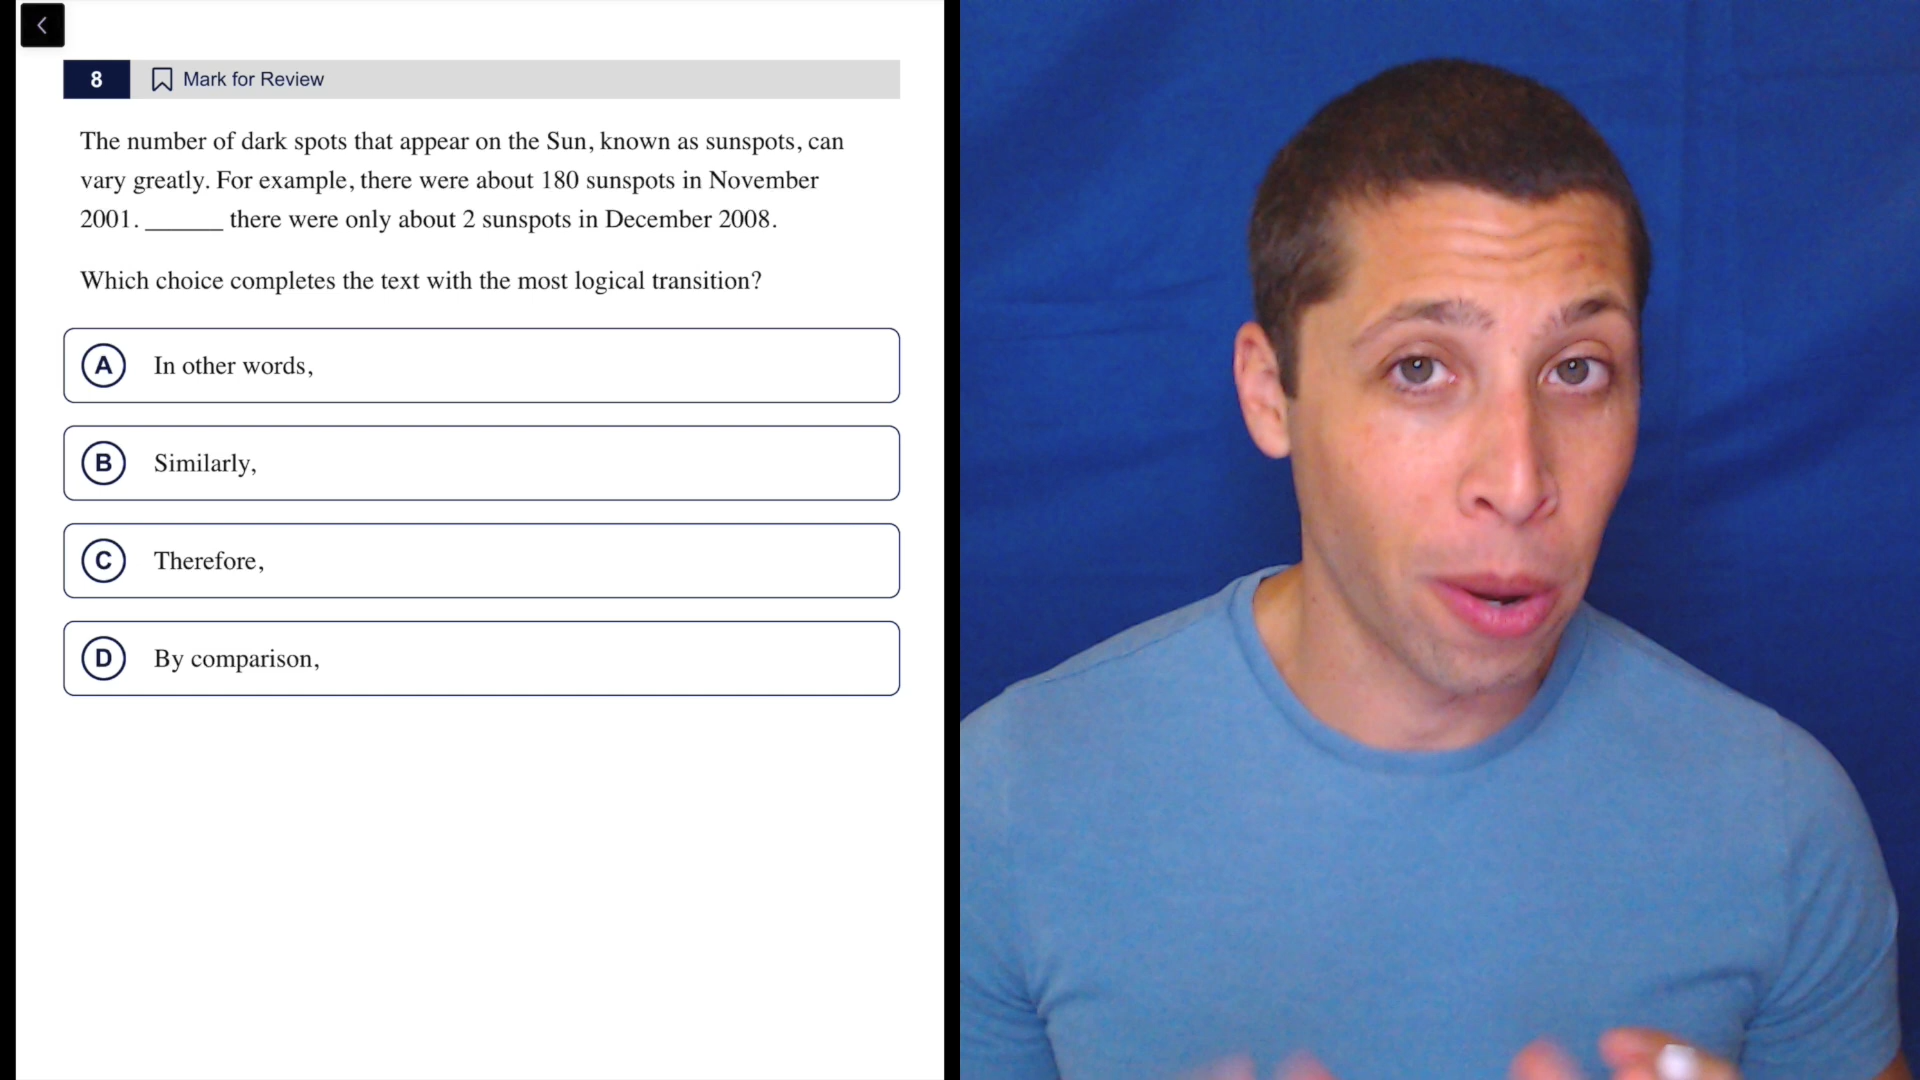 8
Mark for Review
The number of dark spots that appear on the Sun, known as sunspots, can
vary greatly. For example, there were about 180 sunspots in November
2001. ______ there were only about 2 sunspots in December 2008.
Which choice completes the text with the most logical transition?
A In other words,
B Similarly,
C Therefore,
D By comparison,